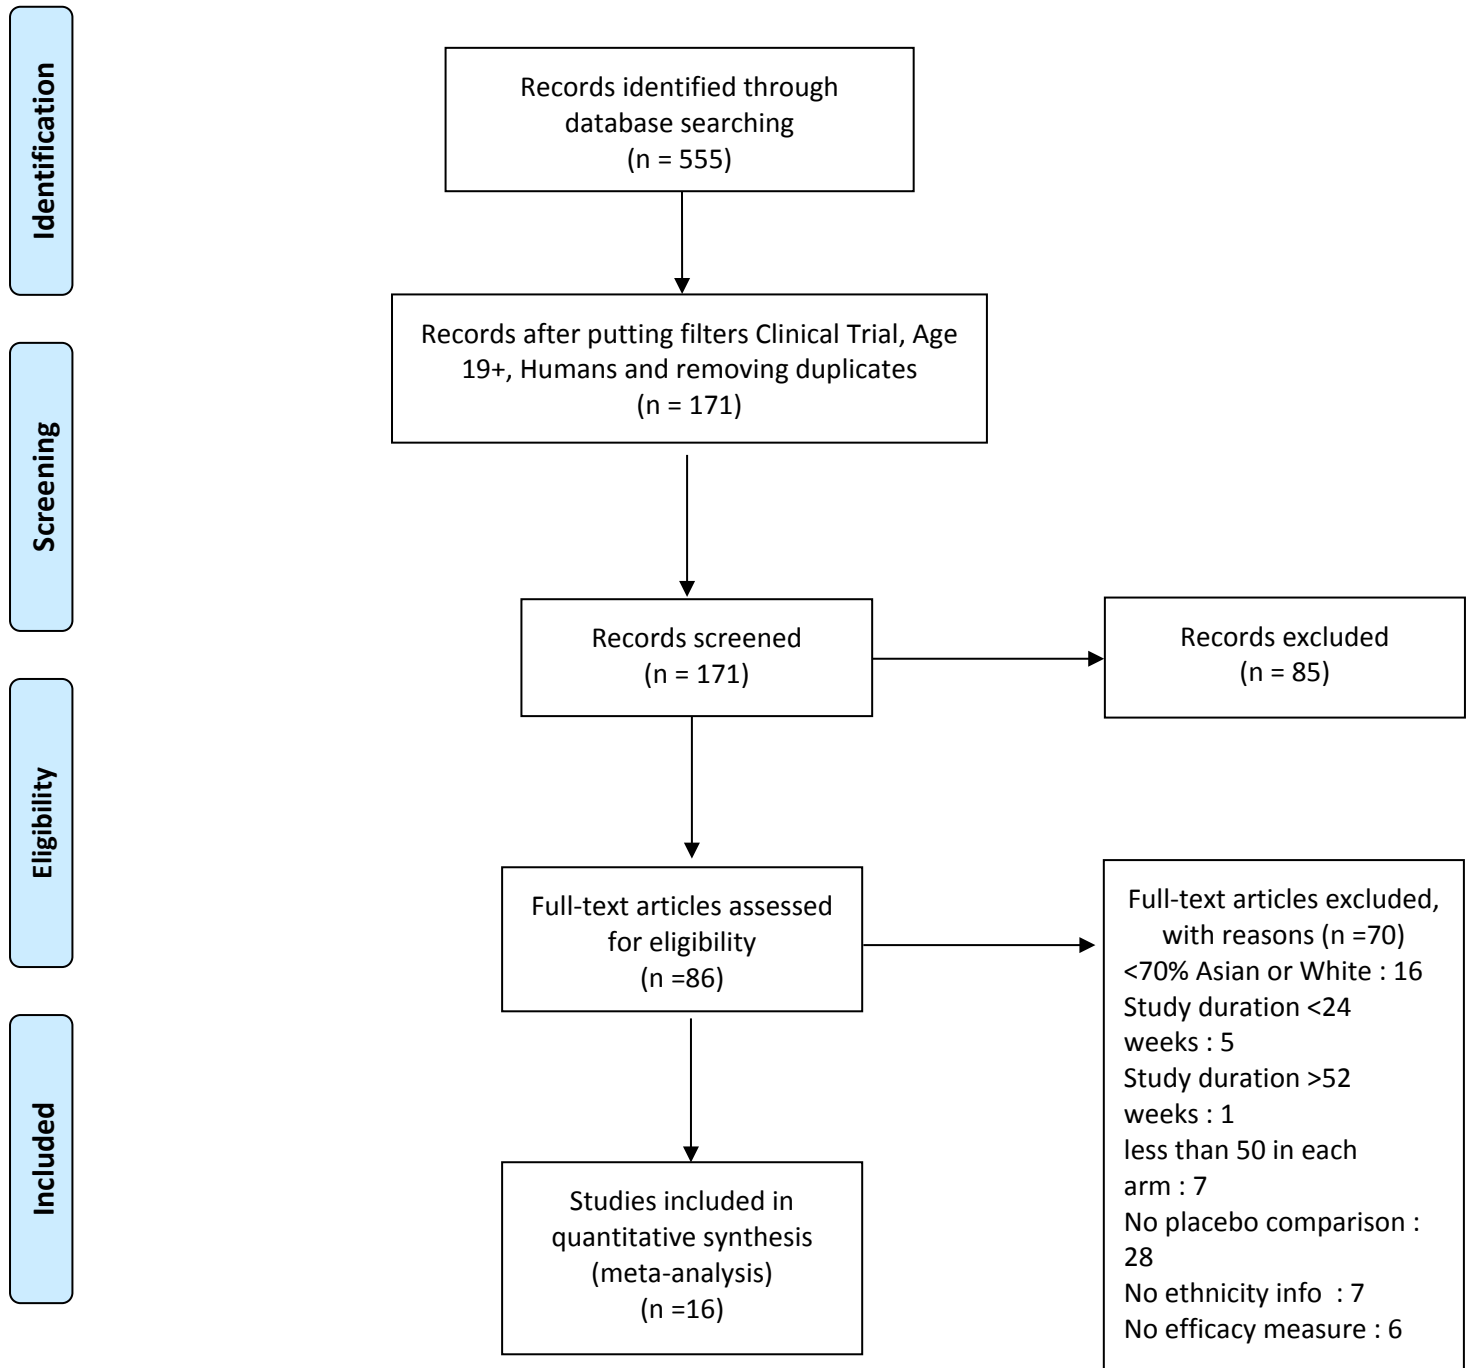 Identification
Records identified through
database searching
(n = 555)
Records after putting filters Clinical Trial, Age
19+, Humans and removing duplicates
(n = 171)
Screening
Records screened
(n = 171)
Records excluded
(n = 85)
Eligibility
Full-text articles assessed
for eligibility
(n =86)
Full-text articles excluded,
with reasons (n =70)
<70% Asian or White : 16
Study duration <24
weeks : 5
Study duration >52
weeks : 1
less than 50 in each
arm : 7
No placebo comparison :
28
No ethnicity info  : 7
No efficacy measure : 6
Included
Studies included in
quantitative synthesis
(meta-analysis)
(n =16)